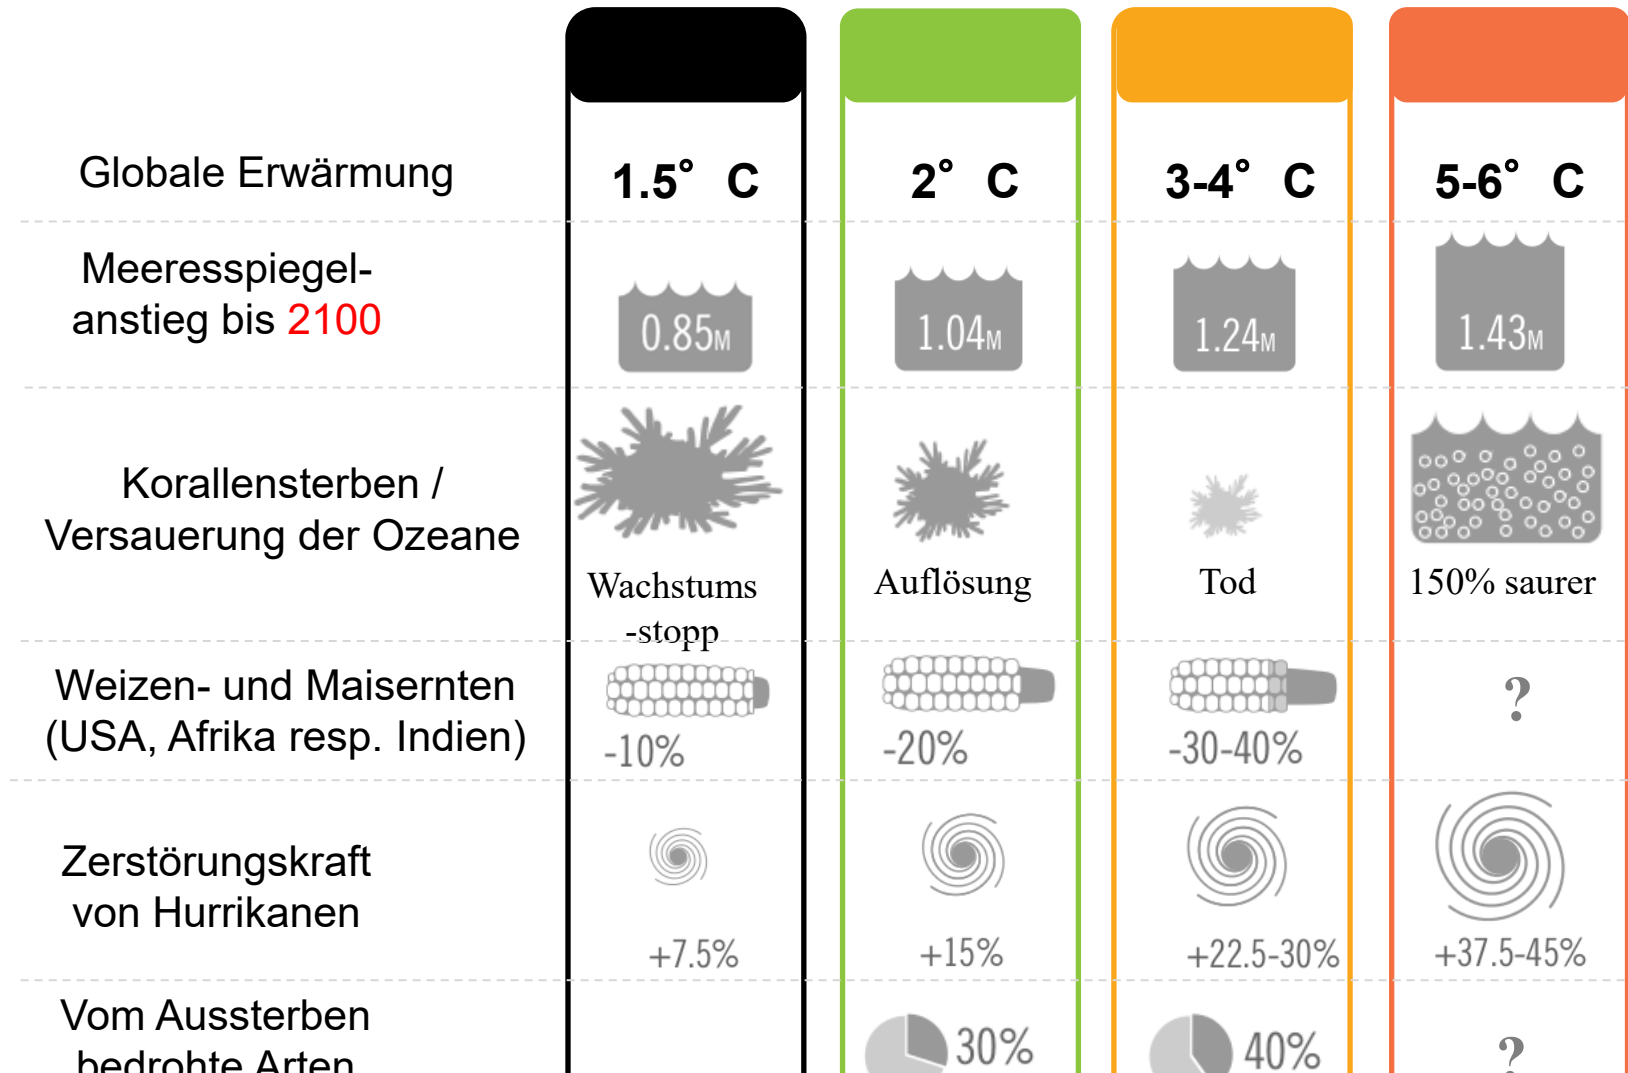 Globale Erwärmung 1.5° C 2° C 3-4° C 5-6° C
Meeresspiegel-
anstieg bis 2100
0.85M 1.04M 1.24M 1.43M
Korallensterben /
Versauerung der Ozeane
Wachstums Auflösung Tod 150% saurer
-stopp
Weizen- und Maisernten
(USA, Afrika resp. Indien)
?
-10% -20% -30-40%
Zerstörungskraft
von Hurrikanen
+7.5% +15% +22.5-30% +37.5-45%
Vom Aussterben
bedrohte Arten
30% 40% ?